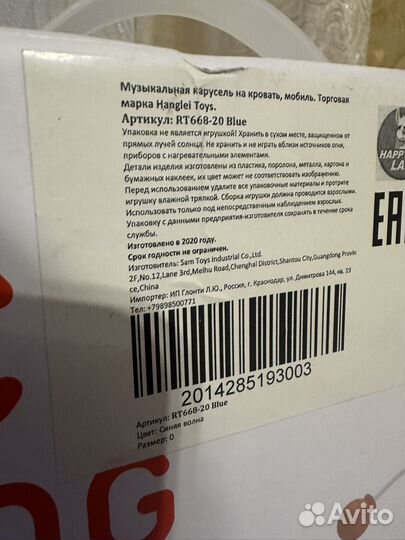 Музыкальная карусель на кровать, мобиль. Торговая
марка Hanglei Toys.
Артикул: RT668-20 Blue
Упаковка не является игрушкой! Хранить в сухом месте, защищенном от
прямых лучей солнца. Не хранить и не играть вблизи источников огня,
приборов с нагревательными элементами.
Детали изделия изготовлены из пластика, поролона, металла, картона и
бумажных наклеек, их цвет может не соответствовать изображению.
Перед использованием удалите все упаковочные материалы и протрите
игрушку влажной тряпкой. Сборка игрушки должна проводится взрослыми.
Использовать только под непосредственным наблюдением взрослых.
Упаковку с данными предприятия-изготовителя сохранять в течение срока
службы.
Изготовлено в 2020 году.
Срок годности не ограничен.
Изготовитель: Sam Toys Industrial Co.,Ltd.
2F,No.12,Lane 3rd,Meihu Road,Chenghai District,Shantou City,Guangdong Provin
ce,China
Импортер: ИП Глонти Л.Ю., Россия, г. Краснодар, ул. Димитрова 144, кв. 19
Тел: +79898500771
2014285193003
Артикул: RT668-20 Blue
Цвет: Синяя волна
Размер: 0
HAPP
LA
EA
Avito